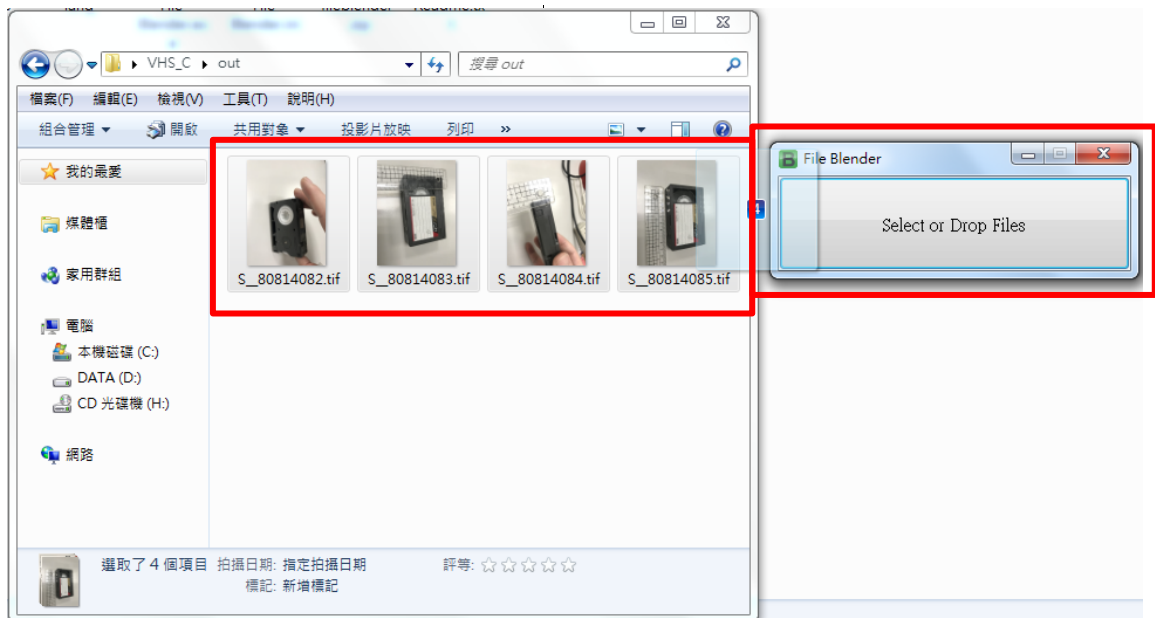 VHS_C ▸ out
搜尋 out
檔案(F) 編輯(E) 檢視(V) 工具(T) 說明(H)
組合管理 開啟 共用對象 投影片放映 列印 »
我的最愛
媒體櫃
家用群組
電腦
本機磁碟 (C:)
DATA (D:)
CD 光碟機 (H:)
網路
S__80814082.tif S__80814083.tif S__80814084.tif S__80814085.tif
選取了 4 個項目 拍攝日期: 指定拍攝日期 評等: ☆☆☆☆☆
標記: 新增標記
File Blender
4
Select or Drop Files